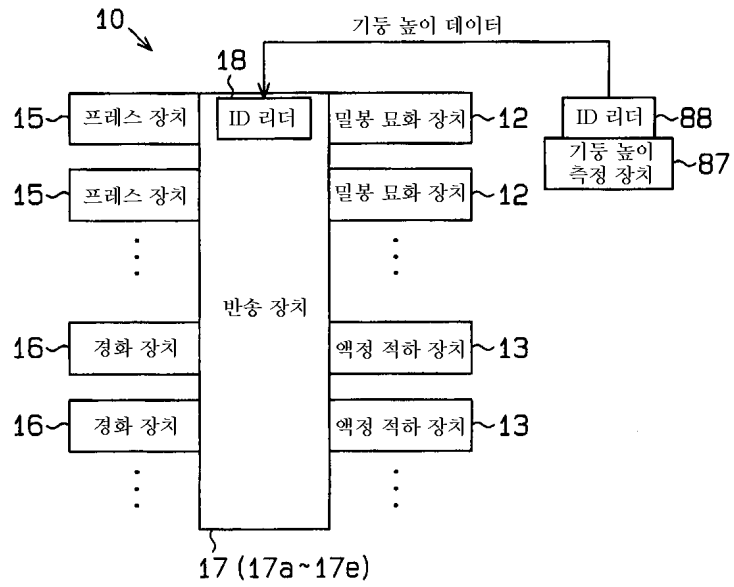 10
기둥 높이 데이터
18
15 프레스 장치
ID 리더
밀봉 묘화 장치 12
ID 리더 88
기둥 높이
측정 장치 87
15 프레스 장치
밀봉 묘화 장치 12
반송 장치
16 경화 장치
액정 적하 장치 13
16 경화 장치
액정 적하 장치 13
17 (17a~17e)